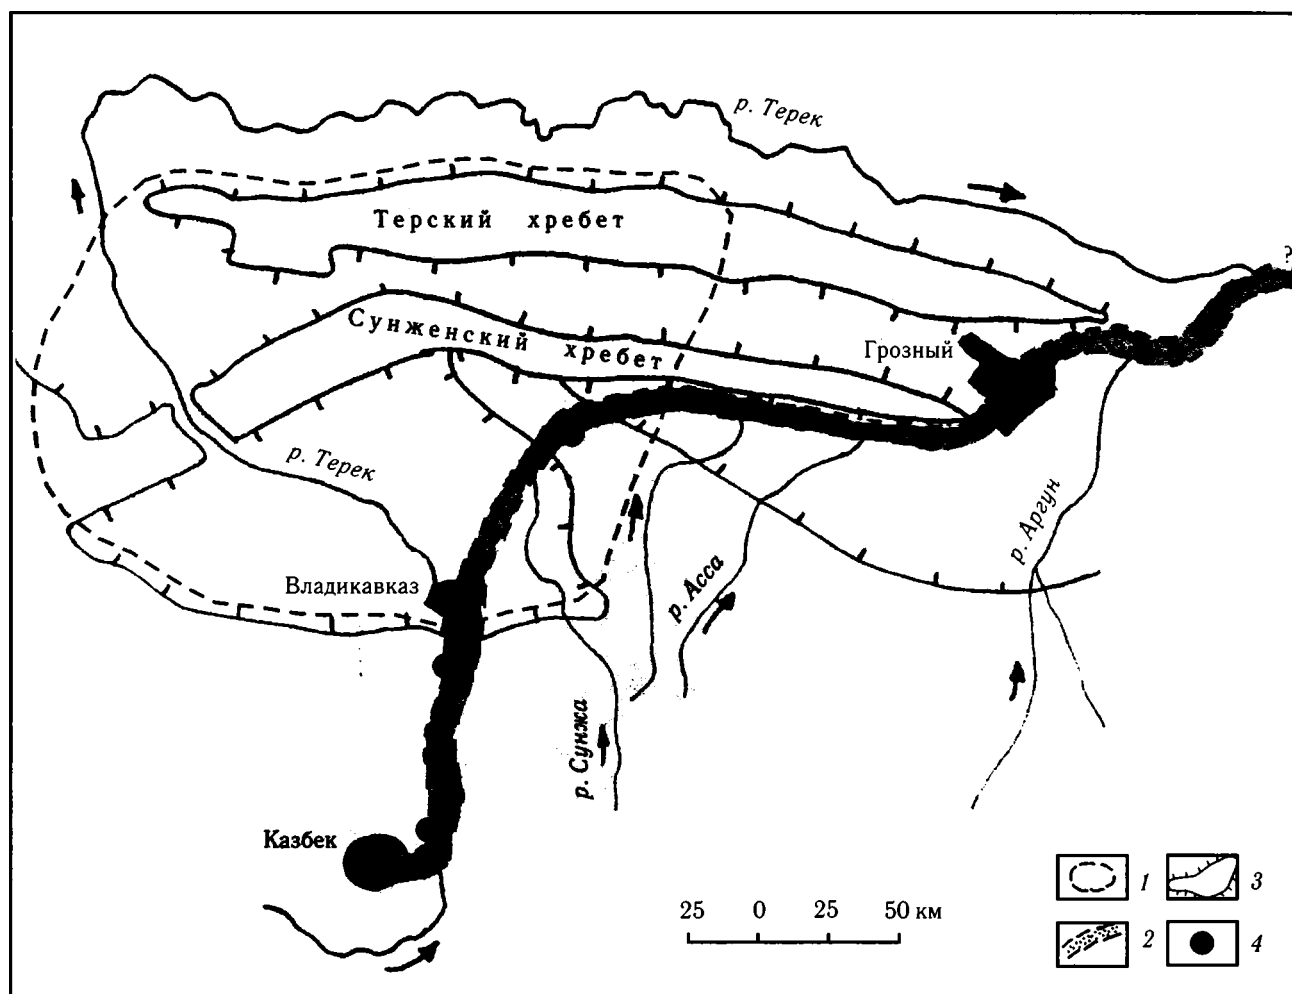 р. Терек
Терский хребет
?
Сунженский хребет
Грозный
р. Терек
р. Аргун
Владикавказ
р. Асса
р. Сунжа
Казбек
25 0 25 50 км
1
3
2
4